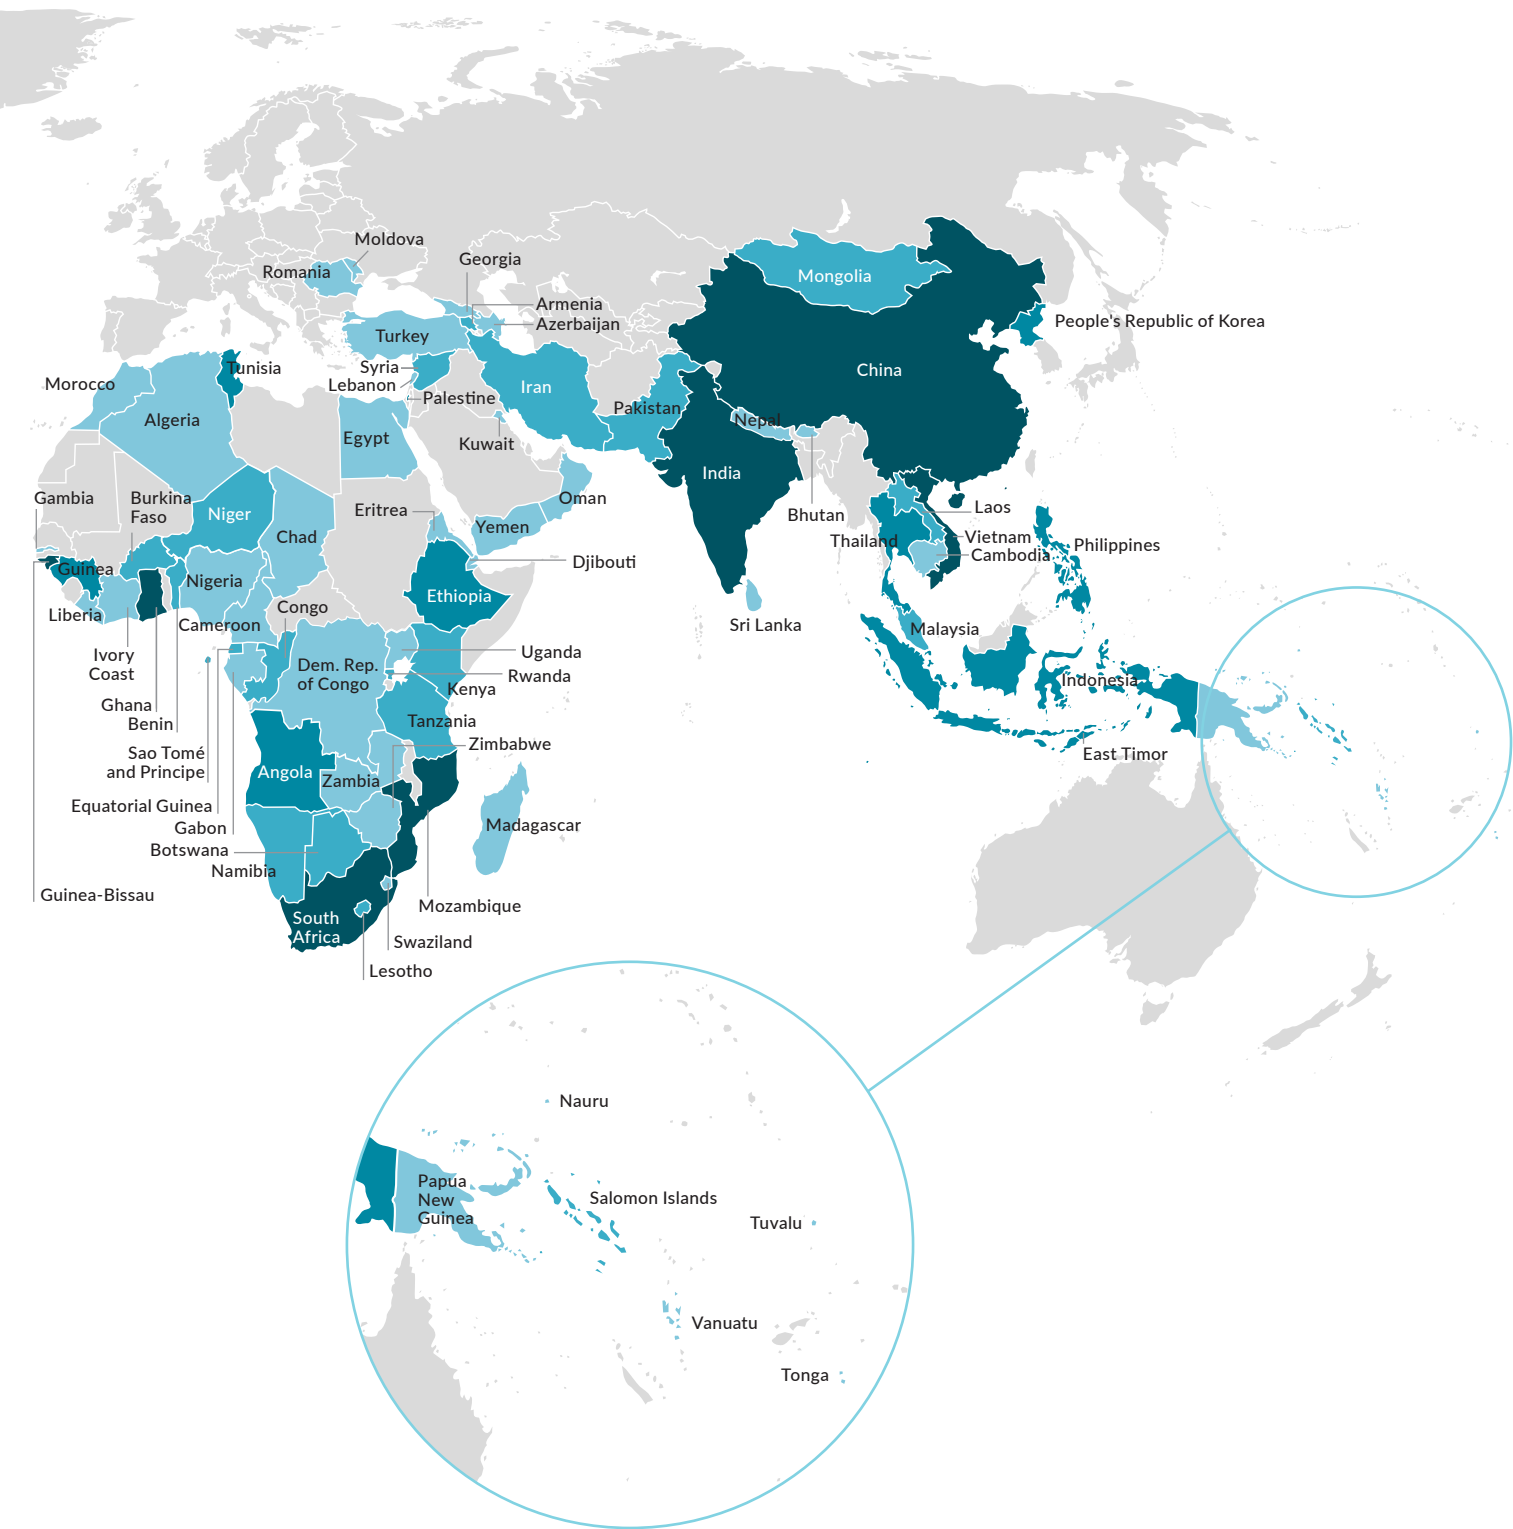 Moldova
Georgia
Romania
Mongolia
Armenia
Azerbaijan
People's Republic of Korea
Turkey
Tunisia
Syria
China
Morocco
Lebanon
Iran
Palestine
Pakistan
Algeria
Nepal
Egypt
Kuwait
India
Gambia
Burkina
Faso
Oman
Niger
Eritrea
Laos
Bhutan
Yemen
Chad
Vietnam
Thailand
Philippines
Cambodia
Djibouti
Guinea
Nigeria
Ethiopia
Congo
Liberia
Cameroon
Sri Lanka
Malaysia
Ivory
Coast
Uganda
Dem. Rep.
of Congo
Rwanda
Indonesia
Kenya
Ghana
Benin
Tanzania
Zimbabwe
Sao Tomé
and Principe
East Timor
Angola
Zambia
Equatorial Guinea
Gabon
Madagascar
Botswana
Namibia
Guinea-Bissau
Mozambique
South
Africa
Swaziland
Lesotho
Nauru
Papua
New
Guinea
Salomon Islands
Tuvalu
Vanuatu
Tonga